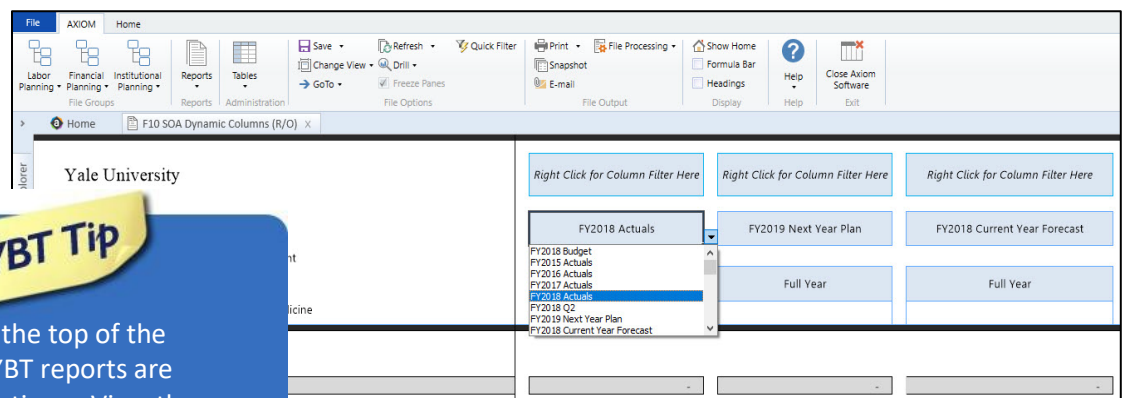 File AXIOM Home
Labor Planning Financial Planning Institutional Planning Reports Tables Save Refresh Quick Filter Print File Processing Show Home Help Close Axiom Software
Change View Drill Snapshot Formula Bar
GoTo Freeze Panes E-mail Headings
File Groups Reports Administration File Options File Output Display Help Exit
> Home F10 SOA Dynamic Columns (R/O) x
lorer
Yale University
Right Click for Column Filter Here Right Click for Column Filter Here Right Click for Column Filter Here
YBT Tip
FY2018 Actuals FY2019 Next Year Plan FY2018 Current Year Forecast
FY2018 Budget
FY2015 Actuals
FY2016 Actuals
FY2017 Actuals
FY2018 Actuals
FY2018 Q2
FY2019 Next Year Plan
FY2018 Current Year Forecast
Full Year Full Year
nt
icine
the top of the
YBT reports are
- - -